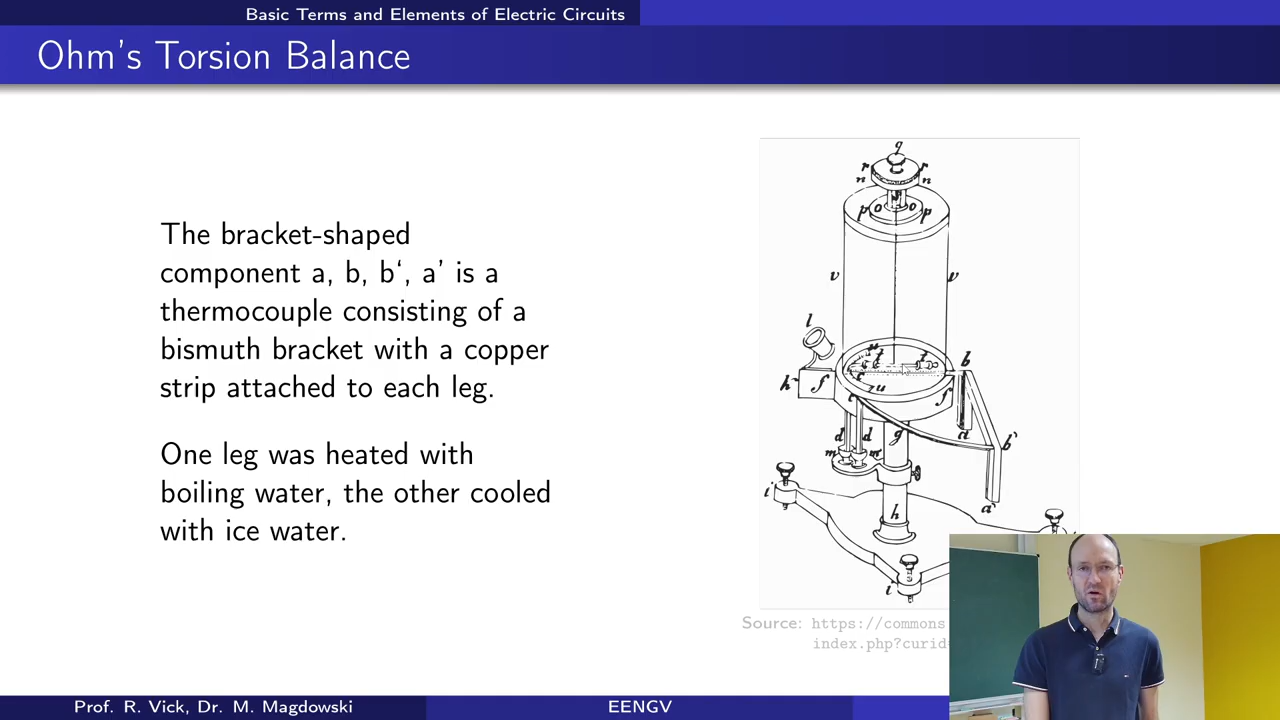 Basic Terms and Elements of Electric Circuits
Ohm's Torsion Balance
The bracket-shaped
component a, b, b‘, a’ is a
thermocouple consisting of a
bismuth bracket with a copper
strip attached to each leg.
One leg was heated with
boiling water, the other cooled
with ice water.
q
r r
n n
p o o p
v v
l
b
h f
t t
u
c f
d d g a b'
m m
i a'
h
i
Source: https://commons
index.php?curid
Prof. R. Vick, Dr. M. Magdowski
EENGV